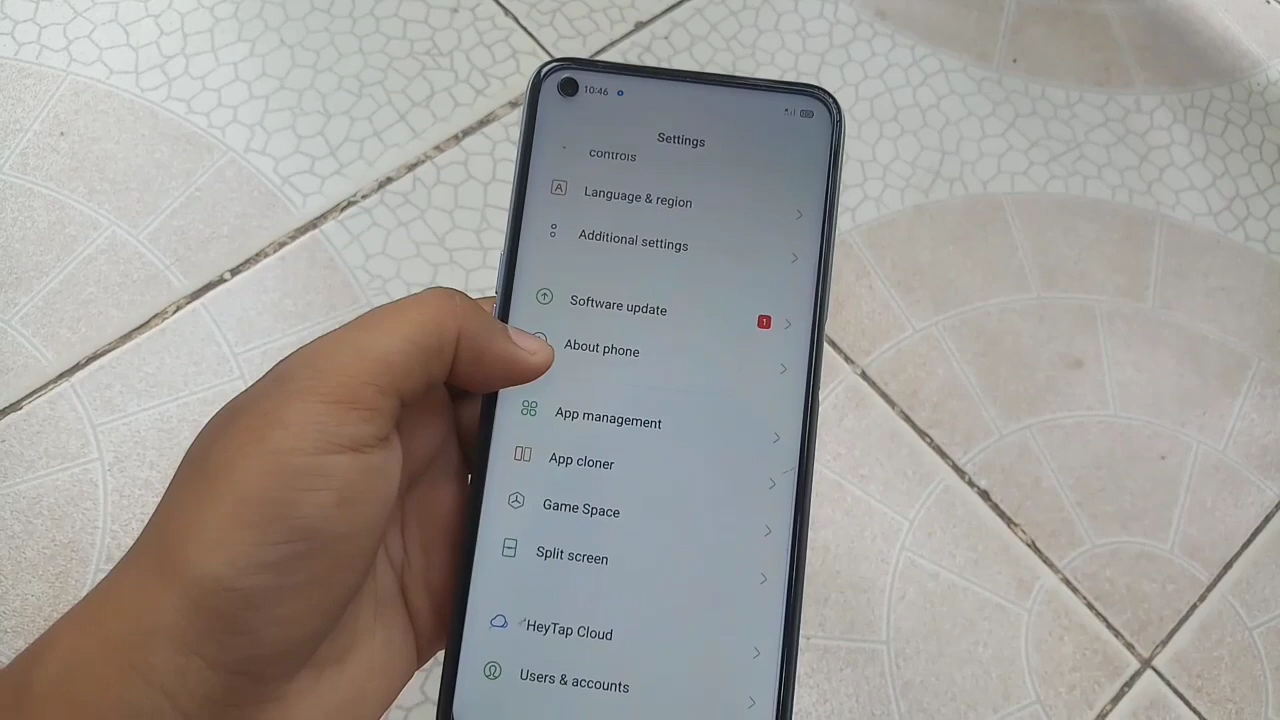 10:46
Settings
controls
A Language & region
Additional settings
Software update 1
About phone
App management
App cloner
Game Space
Split screen
HeyTap Cloud
Users & accounts